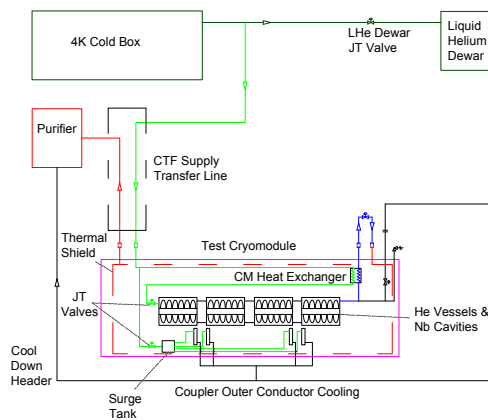 4K Cold Box
LHe Dewar
JT Valve
Liquid
Helium
Dewar
Purifier
CTF Supply
Transfer Line
Thermal
Shield
Test Cryomodule
CM Heat Exchanger
JT
Valves
He Vessels &
Nb Cavities
Cool
Down
Header
Surge
Tank
Coupler Outer Conductor Cooling